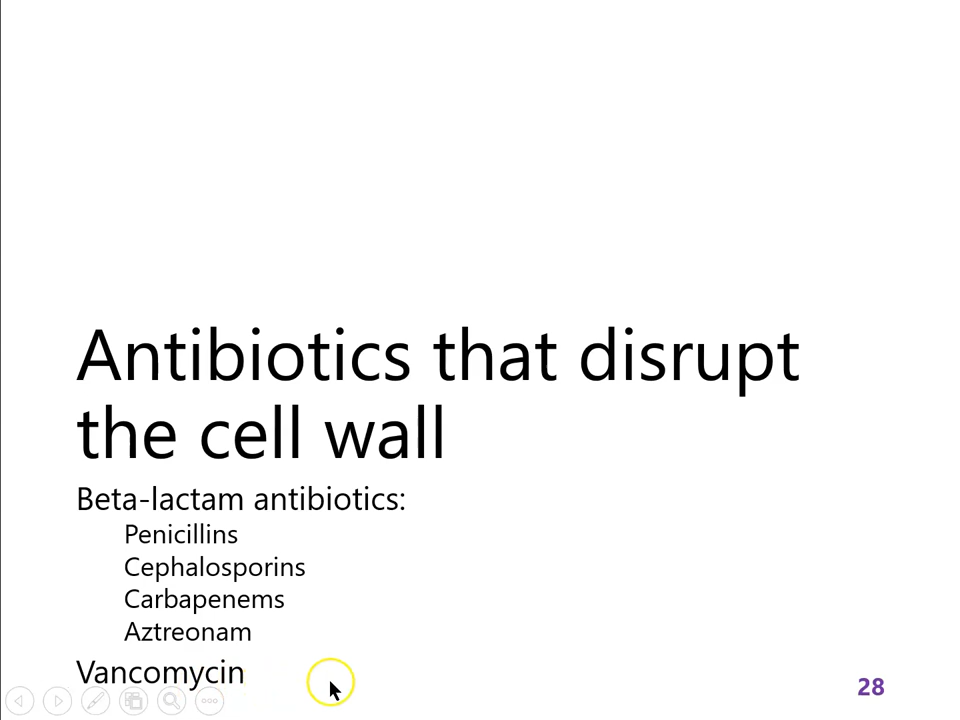 Antibiotics that disrupt
the cell wall
Beta-lactam antibiotics:
Penicillins
Cephalosporins
Carbapenems
Aztreonam
Vancomycin
28